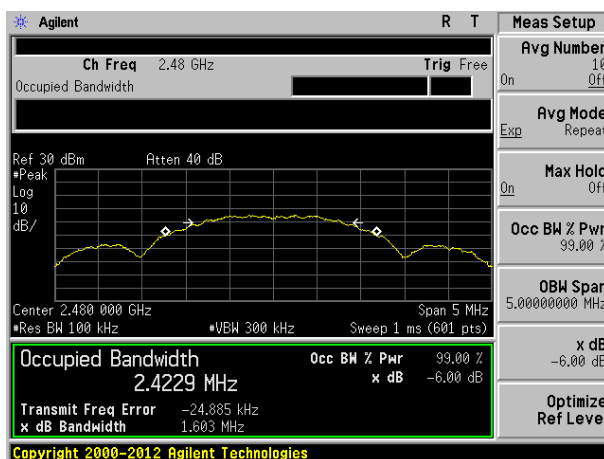 Agilent R T Meas Setup
Ch Freq 2.48 GHz Trig Free
Occupied Bandwidth
Ref 30 dBm Atten 40 dB
#Peak
Log
10
dB/
Center 2.480 000 GHz Span 5 MHz
#Res BW 100 kHz #VBW 300 kHz Sweep 1 ms (601 pts)
Occupied Bandwidth Occ BW % Pwr 99.00 %
2.4229 MHz x dB -6.00 dB
Transmit Freq Error -24.885 kHz
x dB Bandwidth 1.603 MHz
Copyright 2000-2012 Agilent Technologies
Avg Number
10
On Off
Avg Mode
Exp Repeat
Max Hold
On Off
Occ BW % Pwr
99.00 %
OBW Span
5.00000000 MHz
x dB
-6.00 dB
Optimize
Ref Level